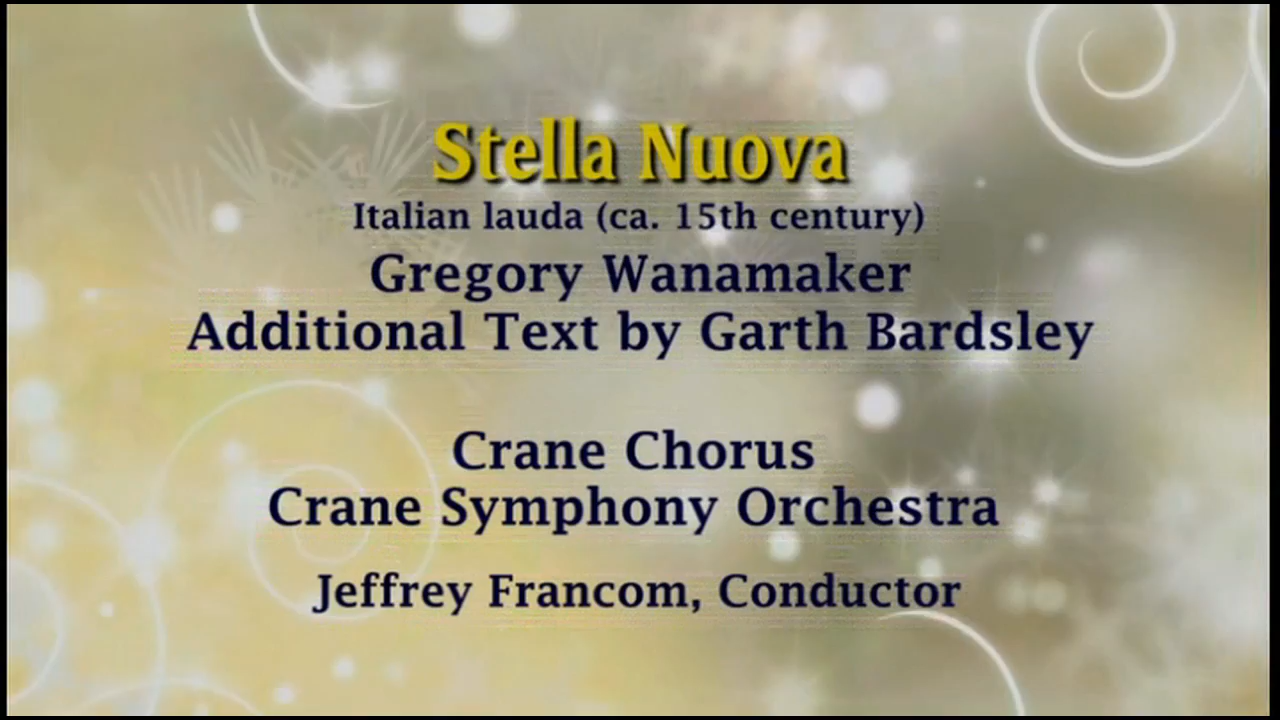 Stella Nuova
Italian lauda (ca. 15th century)
Gregory Wanamaker
Additional Text by Garth Bardsley
Crane Chorus
Crane Symphony Orchestra
Jeffrey Francom, Conductor